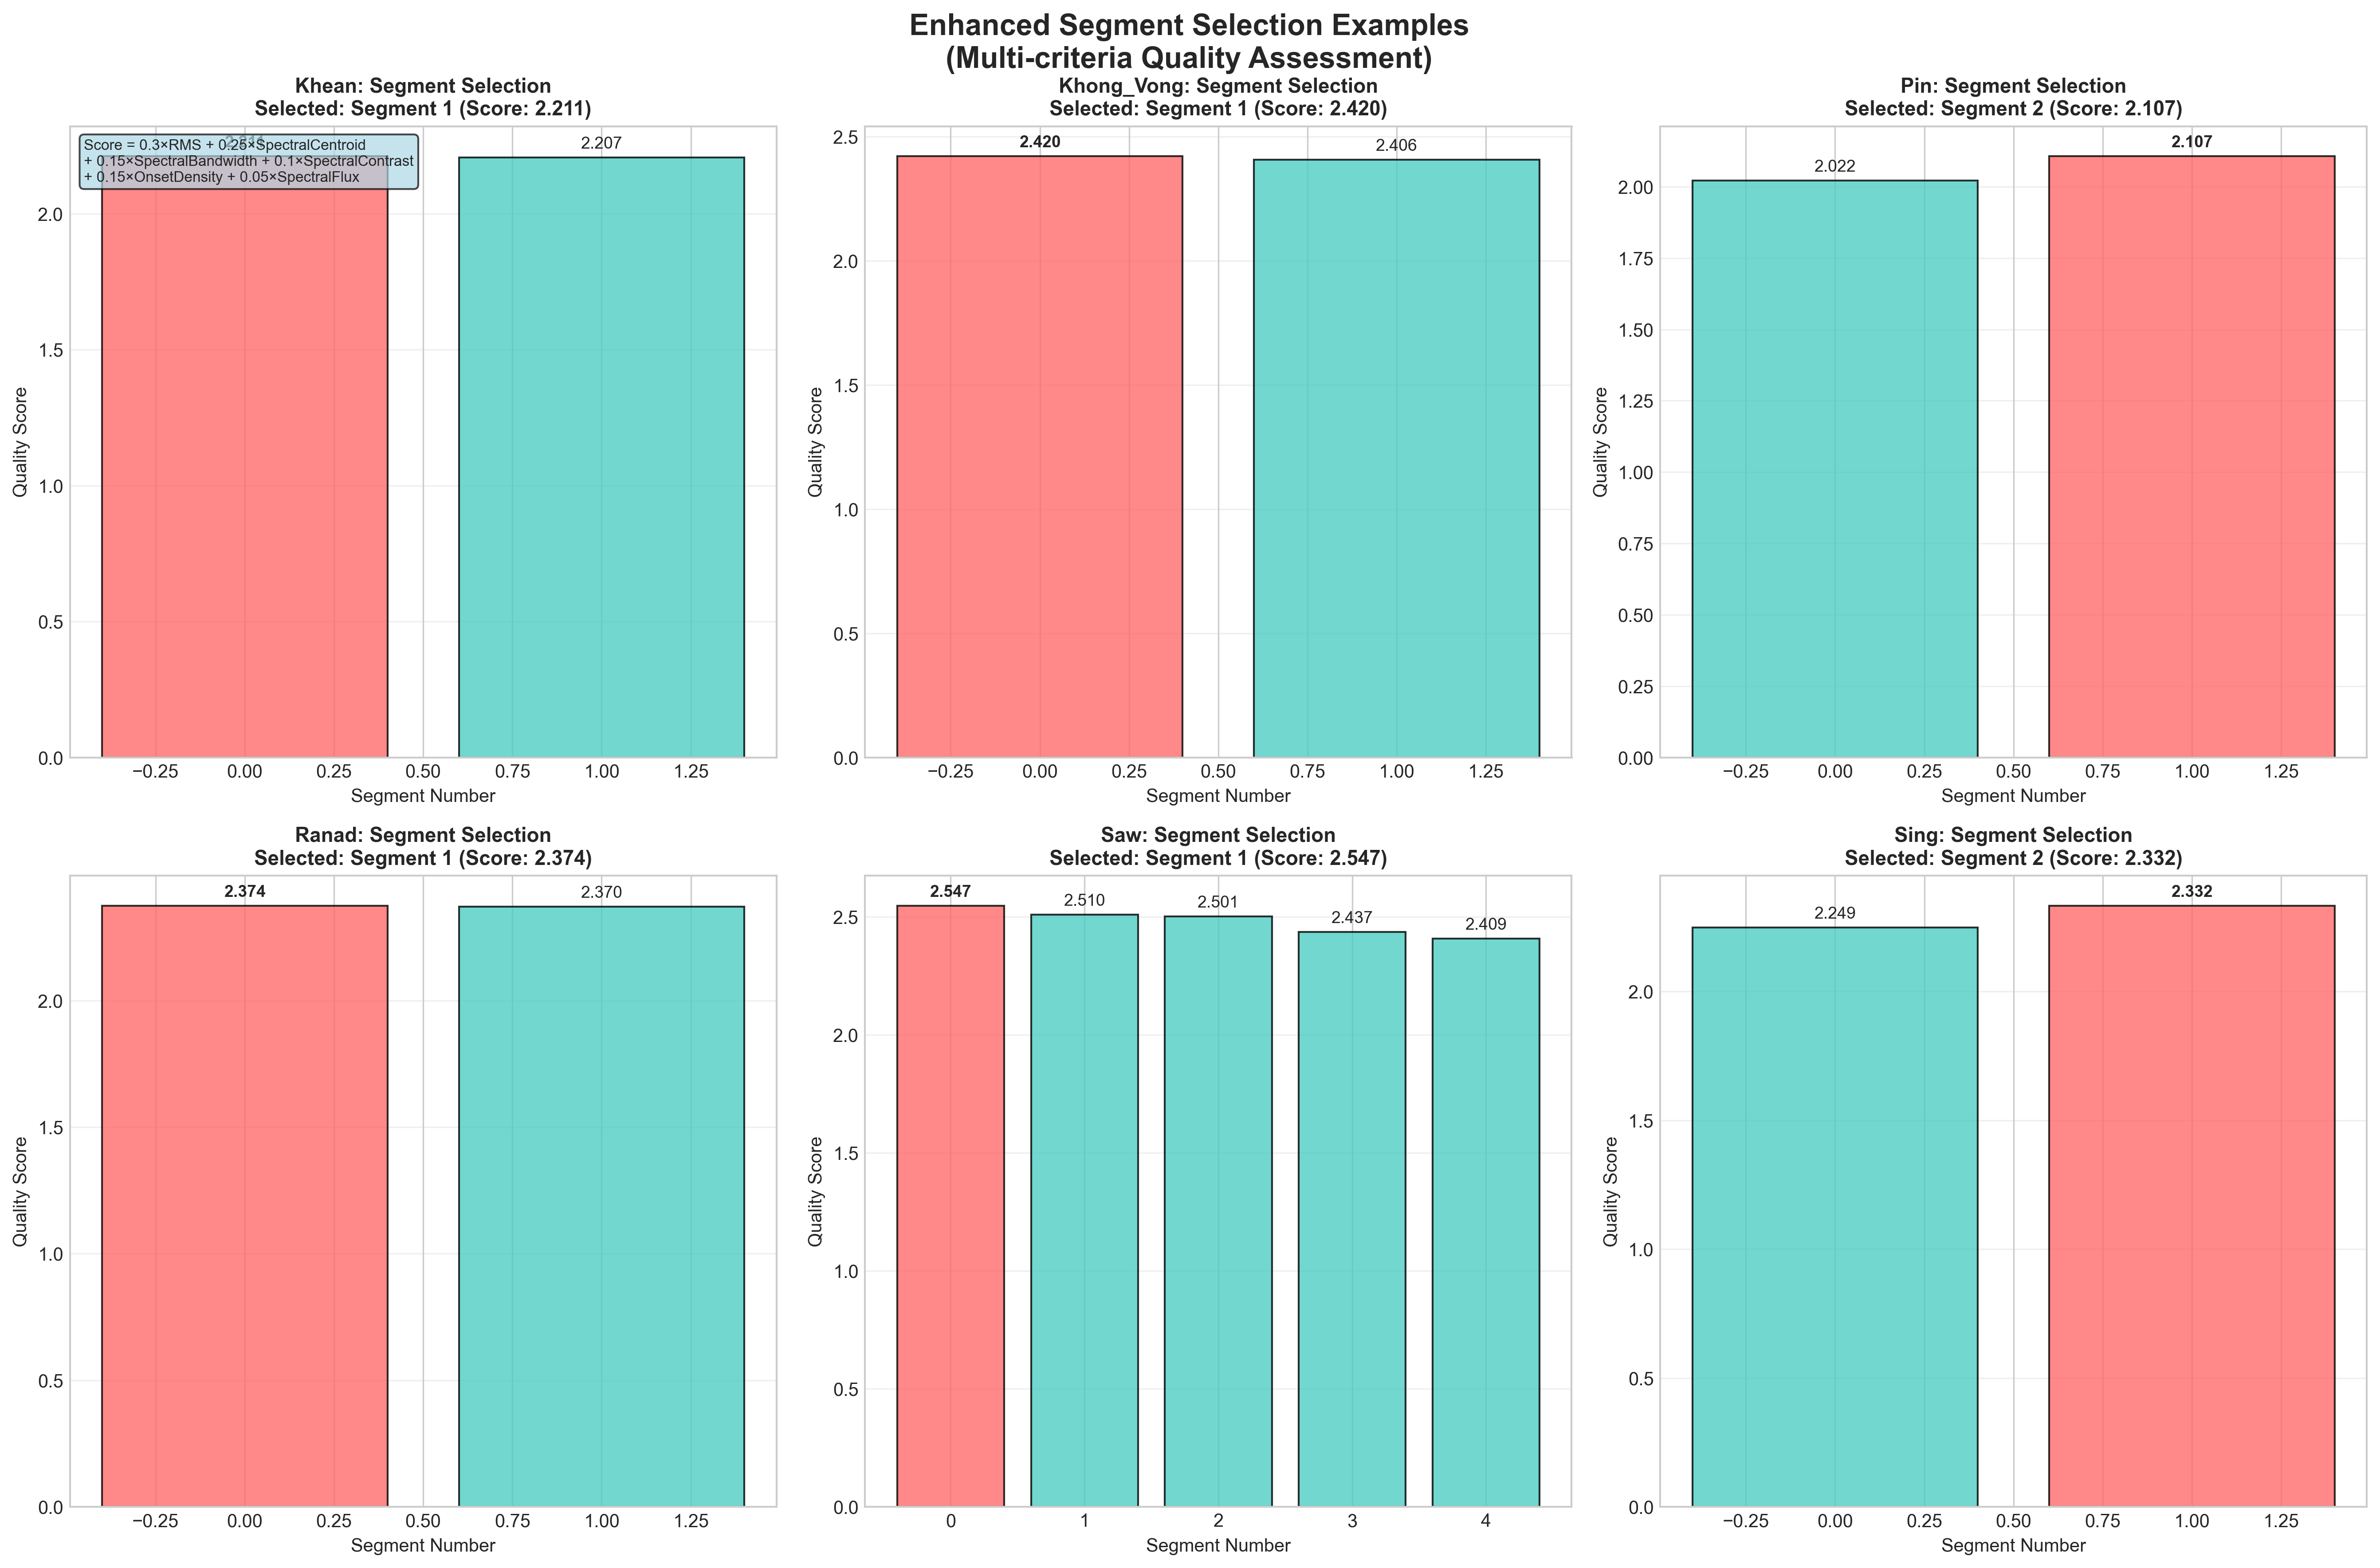 Enhanced Segment Selection Examples
(Multi-criteria Quality Assessment)
Khean: Segment Selection
Selected: Segment 1 (Score: 2.211)
Score = 0.3×RMS + 0.25×SpectralCentroid
+ 0.15×SpectralBandwidth + 0.1×SpectralContrast
+ 0.15×OnsetDensity + 0.05×SpectralFlux
2.207
Quality Score
2.0
1.5
1.0
0.5
0.0
−0.25 0.00 0.25 0.50 0.75 1.00 1.25
Segment Number
Khong_Vong: Segment Selection
Selected: Segment 1 (Score: 2.420)
2.420 2.406
Quality Score
2.5
2.0
1.5
1.0
0.5
0.0
−0.25 0.00 0.25 0.50 0.75 1.00 1.25
Segment Number
Pin: Segment Selection
Selected: Segment 2 (Score: 2.107)
2.022 2.107
Quality Score
2.00
1.75
1.50
1.25
1.00
0.75
0.50
0.25
0.00
−0.25 0.00 0.25 0.50 0.75 1.00 1.25
Segment Number
Ranad: Segment Selection
Selected: Segment 1 (Score: 2.374)
2.374 2.370
Quality Score
2.0
1.5
1.0
0.5
0.0
−0.25 0.00 0.25 0.50 0.75 1.00 1.25
Segment Number
Saw: Segment Selection
Selected: Segment 1 (Score: 2.547)
2.547 2.510 2.501 2.437 2.409
Quality Score
2.5
2.0
1.5
1.0
0.5
0.0
0 1 2 3 4
Segment Number
Sing: Segment Selection
Selected: Segment 2 (Score: 2.332)
2.249 2.332
Quality Score
2.0
1.5
1.0
0.5
0.0
−0.25 0.00 0.25 0.50 0.75 1.00 1.25
Segment Number